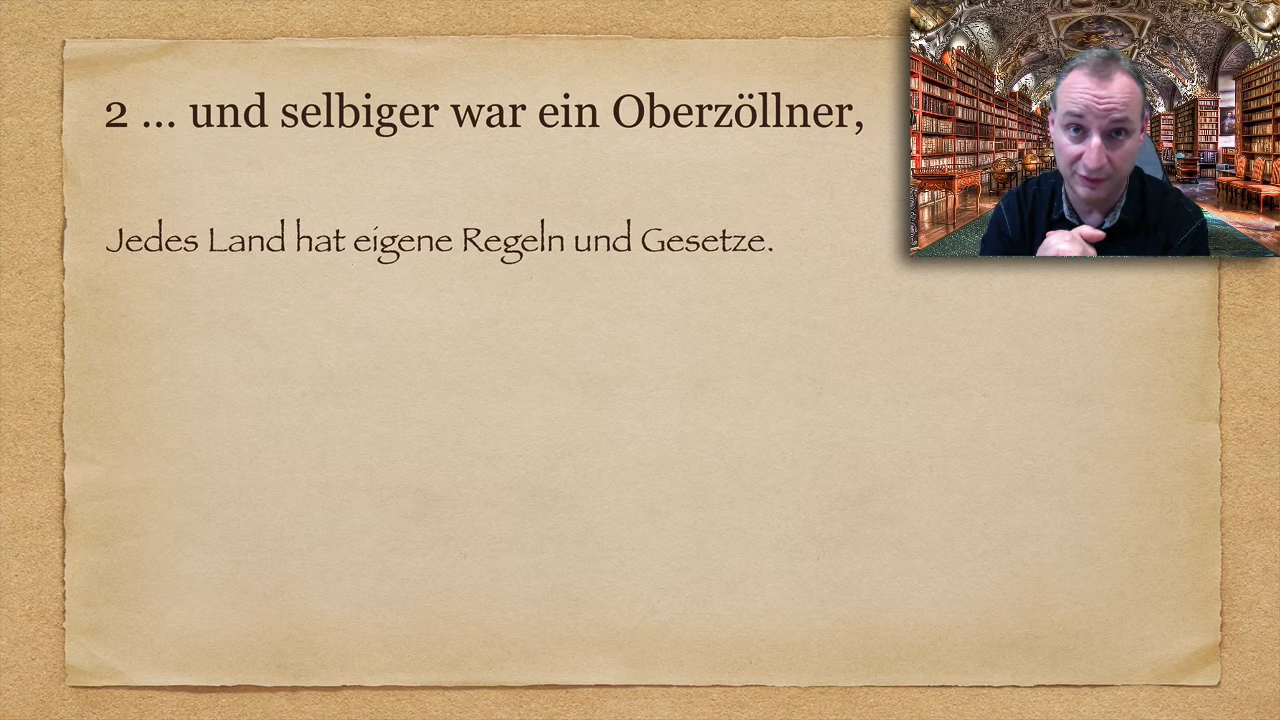 2 ... und selbiger war ein Oberzöllner,
Jedes Land hat eigene Regeln und Gesetze.